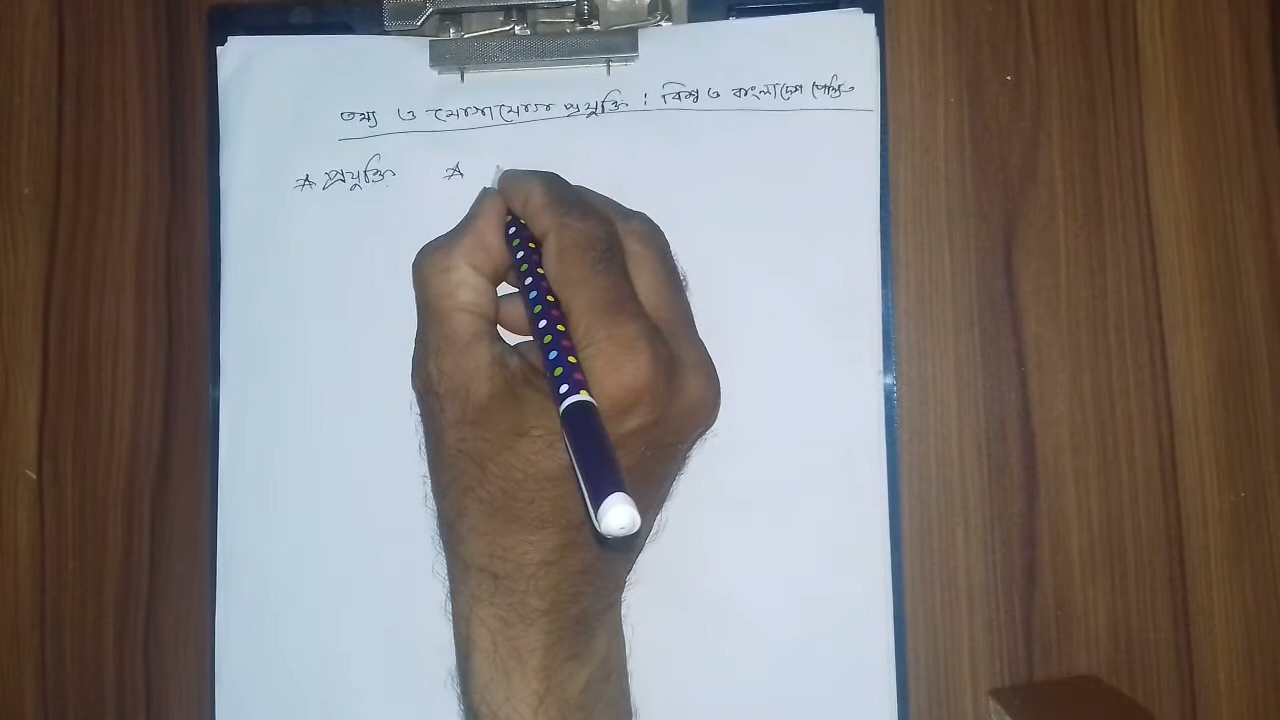 তথ্য ও যোগাযোগ প্রযুক্তি : বিশ্ব ও বাংলাদেশ প্রেক্ষিত
* প্রযুক্তি *